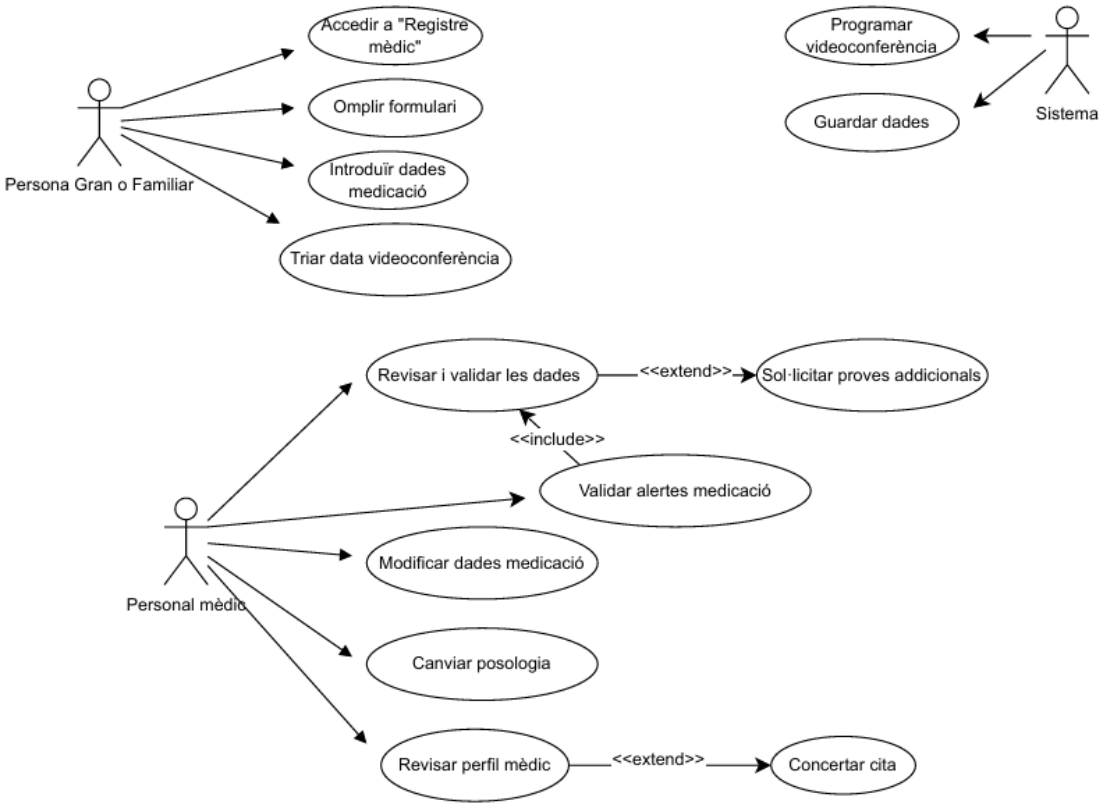 Accedir a "Registre
mèdic"
Omplir formulari
Introduïr dades
medicació
Triar data videoconferència
Persona Gran o Familiar
Programar
videoconferència
Guardar dades
Sistema
Revisar i validar les dades
<<extend>>
Sol·licitar proves addicionals
<<include>>
Validar alertes medicació
Modificar dades medicació
Personal mèdic
Canviar posologia
Revisar perfil mèdic
<<extend>>
Concertar cita